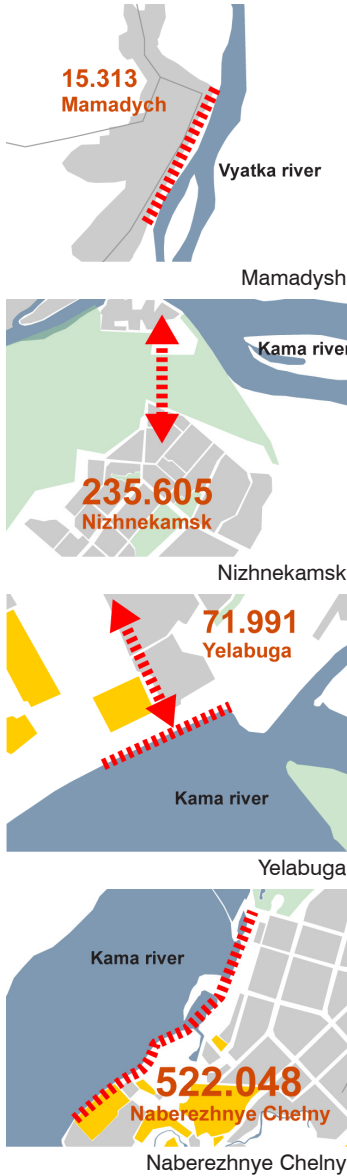 15.313
Mamadych
Vyatka river
Mamadysh
Kama river
235.605
Nizhnekamsk
Nizhnekamsk
71.991
Yelabuga
Kama river
Yelabuga
Kama river
522.048
Naberezhnye Chelny
Naberezhnye Chelny